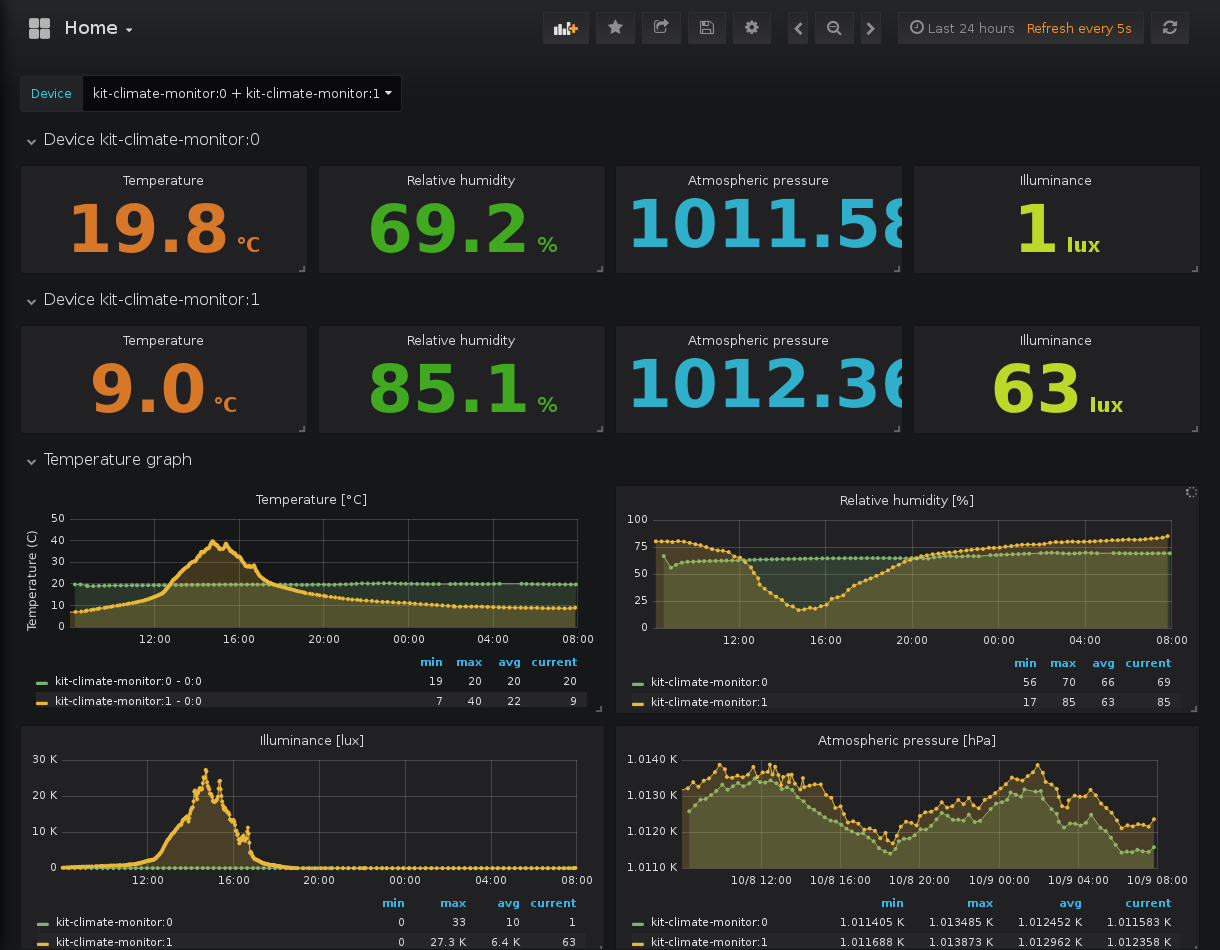 Home
Last 24 hours Refresh every 5s
Device kit-climate-monitor:0 + kit-climate-monitor:1
Device kit-climate-monitor:0
Temperature Relative humidity Atmospheric pressure Illuminance
19.8 °C 69.2 % 1011.58 1 lux
Device kit-climate-monitor:1
Temperature Relative humidity Atmospheric pressure Illuminance
9.0 °C 85.1 % 1012.36 63 lux
Temperature graph
Temperature [°C]
Temperature (C)
50
40
30
20
10
0
12:00 16:00 20:00 00:00 04:00 08:00
min max avg current
kit-climate-monitor:0 - 0:0 19 20 20 20
kit-climate-monitor:1 - 0:0 7 40 22 9
Relative humidity [%]
100
75
50
25
0
12:00 16:00 20:00 00:00 04:00 08:00
min max avg current
kit-climate-monitor:0 56 70 66 69
kit-climate-monitor:1 17 85 63 85
Illuminance [lux]
30 K
20 K
10 K
0
12:00 16:00 20:00 00:00 04:00 08:00
min max avg current
kit-climate-monitor:0 0 33 10 1
kit-climate-monitor:1 0 27.3 K 6.4 K 63
Atmospheric pressure [hPa]
1.0140 K
1.0130 K
1.0120 K
1.0110 K
10/8 12:00 10/8 16:00 10/8 20:00 10/9 00:00 10/9 04:00 10/9 08:00
min max avg current
kit-climate-monitor:0 1.011405 K 1.013485 K 1.012452 K 1.011583 K
kit-climate-monitor:1 1.011688 K 1.013873 K 1.012962 K 1.012358 K